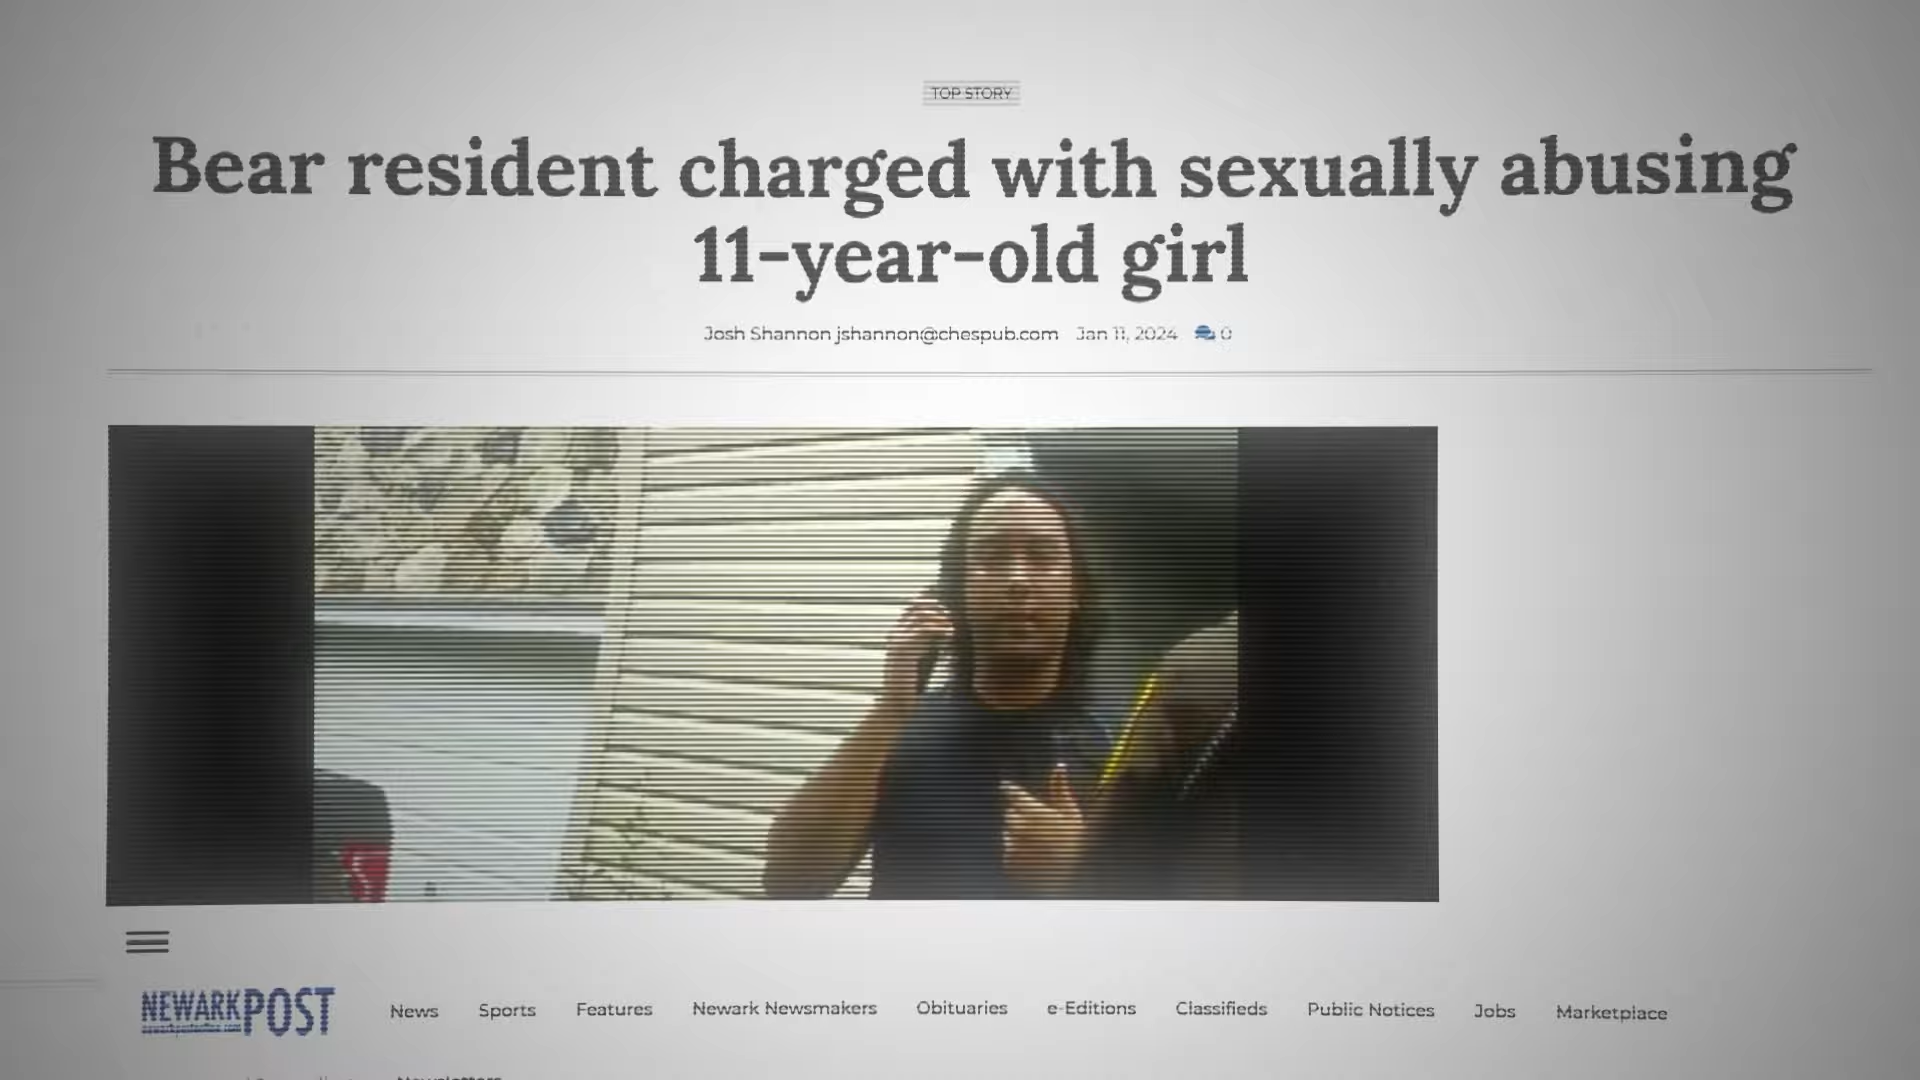 TOP STORY
Bear resident charged with sexually abusing
11-year-old girl
Josh Shannon jshannon@chespub.com Jan 11, 2024 0
NEWARK POST
News Sports Features Newark Newsmakers Obituaries e-Editions Classifieds Public Notices Jobs Marketplace
Newsletters